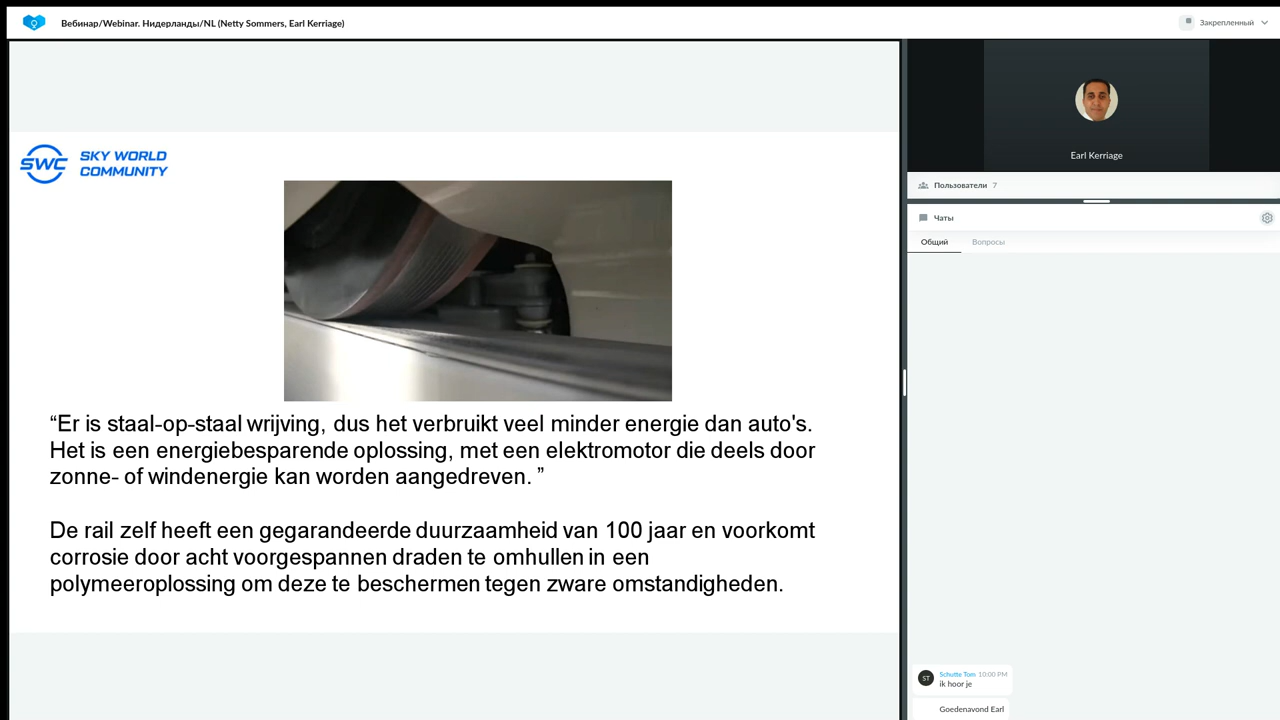 Вебинар/Webinar. Нидерланды/NL (Netty Sommers, Earl Kerriage)
Закрепленный
SWC SKY WORLD
COMMUNITY
“Er is staal-op-staal wrijving, dus het verbruikt veel minder energie dan auto's.
Het is een energiebesparende oplossing, met een elektromotor die deels door
zonne- of windenergie kan worden aangedreven. ”
De rail zelf heeft een gegarandeerde duurzaamheid van 100 jaar en voorkomt
corrosie door acht voorgespannen draden te omhullen in een
polymeeroplossing om deze te beschermen tegen zware omstandigheden.
Earl Kerriage
Пользователи 7
Чаты
Общий Вопросы
ST Schutte Tom 10:00 PM
ik hoor je
Goedenavond Earl